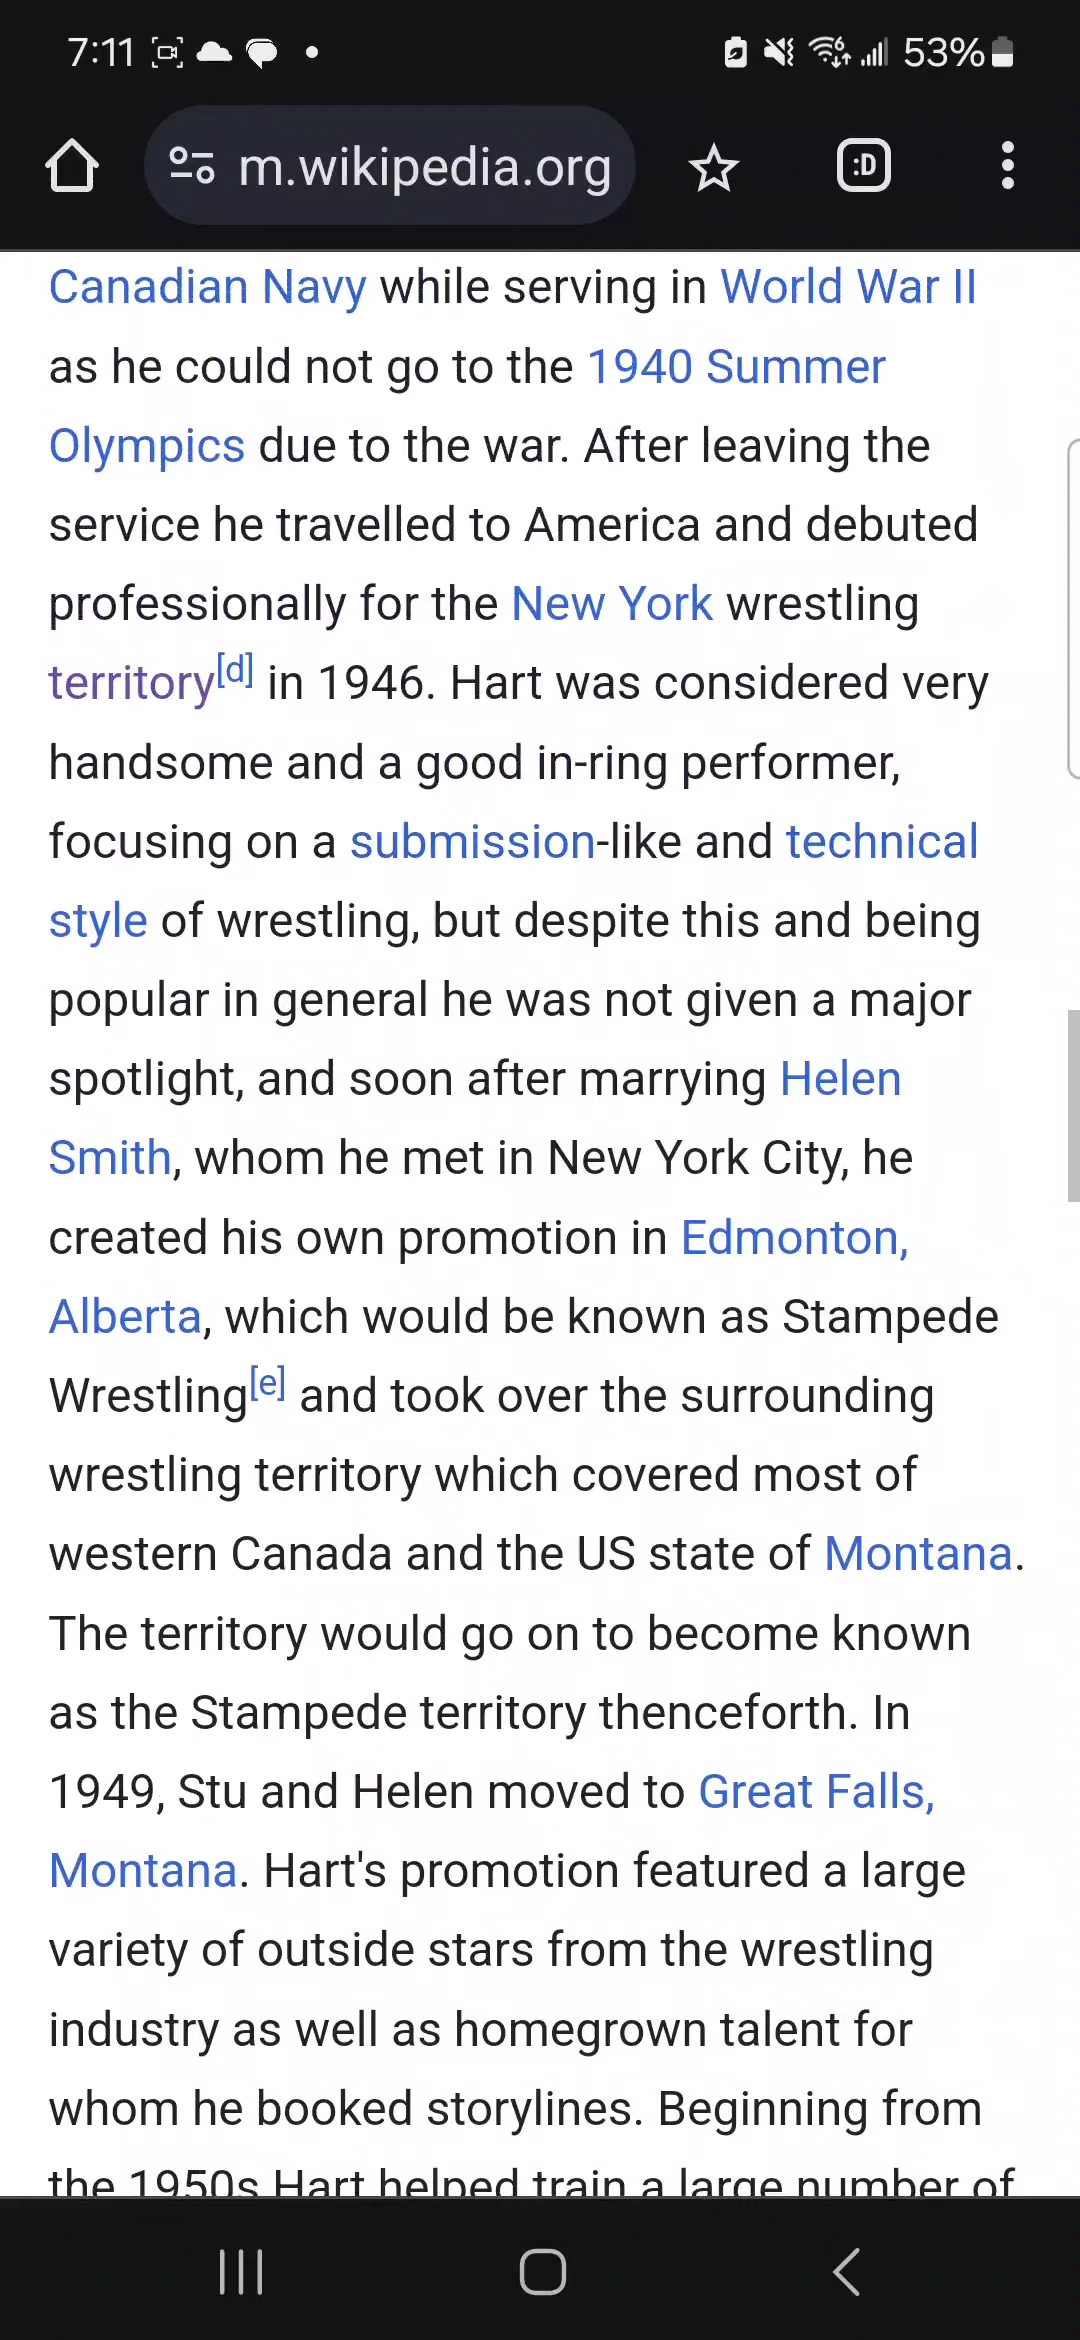 7:11 53%
m.wikipedia.org :D
Canadian Navy while serving in World War II
as he could not go to the 1940 Summer
Olympics due to the war. After leaving the
service he travelled to America and debuted
professionally for the New York wrestling
territory[d] in 1946. Hart was considered very
handsome and a good in-ring performer,
focusing on a submission-like and technical
style of wrestling, but despite this and being
popular in general he was not given a major
spotlight, and soon after marrying Helen
Smith, whom he met in New York City, he
created his own promotion in Edmonton,
Alberta, which would be known as Stampede
Wrestling[e] and took over the surrounding
wrestling territory which covered most of
western Canada and the US state of Montana.
The territory would go on to become known
as the Stampede territory thenceforth. In
1949, Stu and Helen moved to Great Falls,
Montana. Hart's promotion featured a large
variety of outside stars from the wrestling
industry as well as homegrown talent for
whom he booked storylines. Beginning from
the 1950s Hart helped train a large number of